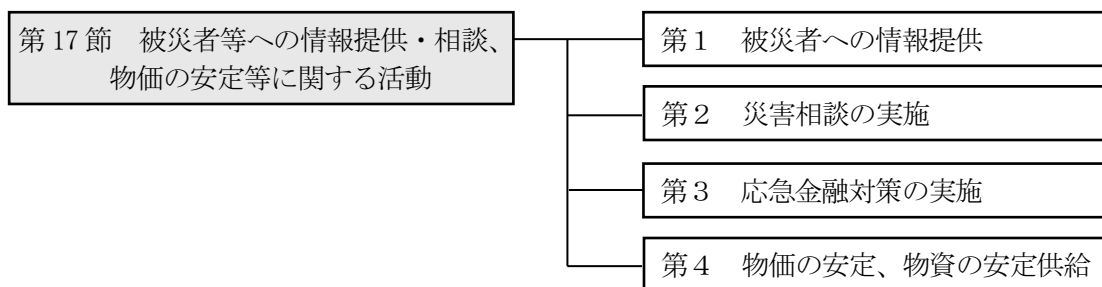 第17節　被災者等への情報提供・相談、
物価の安定等に関する活動
第１　被災者への情報提供
第２　災害相談の実施
第３　応急金融対策の実施
第４　物価の安定、物資の安定供給